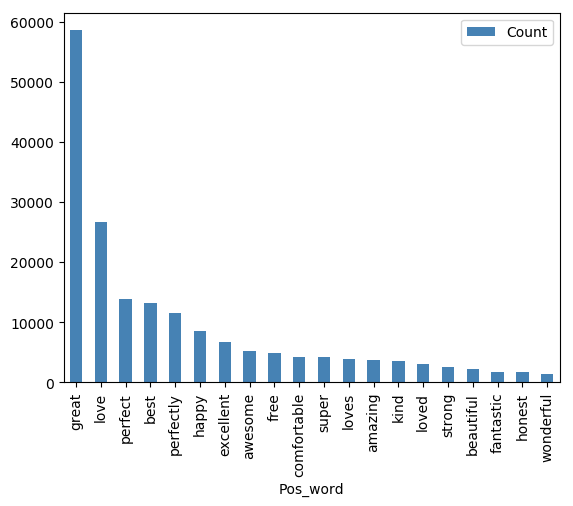 60000
50000
40000
30000
20000
10000
0
Count
great
love
perfect
best
perfectly
happy
excellent
awesome
free
comfortable
super
loves
amazing
kind
loved
strong
beautiful
fantastic
honest
wonderful
Pos_word